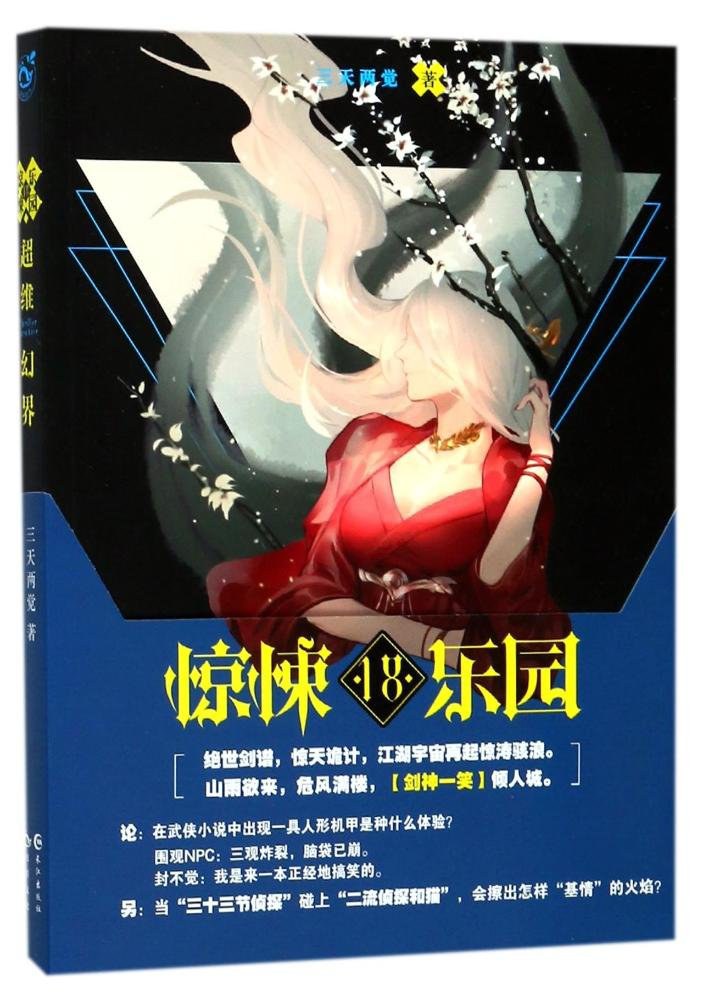 三天两觉 著
惊悚 18 乐园
绝世剑谱，惊天诡计，江湖宇宙再起惊涛骇浪。
山雨欲来，危风满楼，【剑神一笑】倾人城。
论：在武侠小说中出现一具人形机甲是种什么体验？
围观NPC：三观炸裂，脑袋已崩。
封不觉：我是来一本正经地搞笑的。
另：当“三十三节侦探”碰上“二流侦探和猫”，会擦出怎样“基情”的火焰？
超维幻界
三天两觉 著
长江出版社